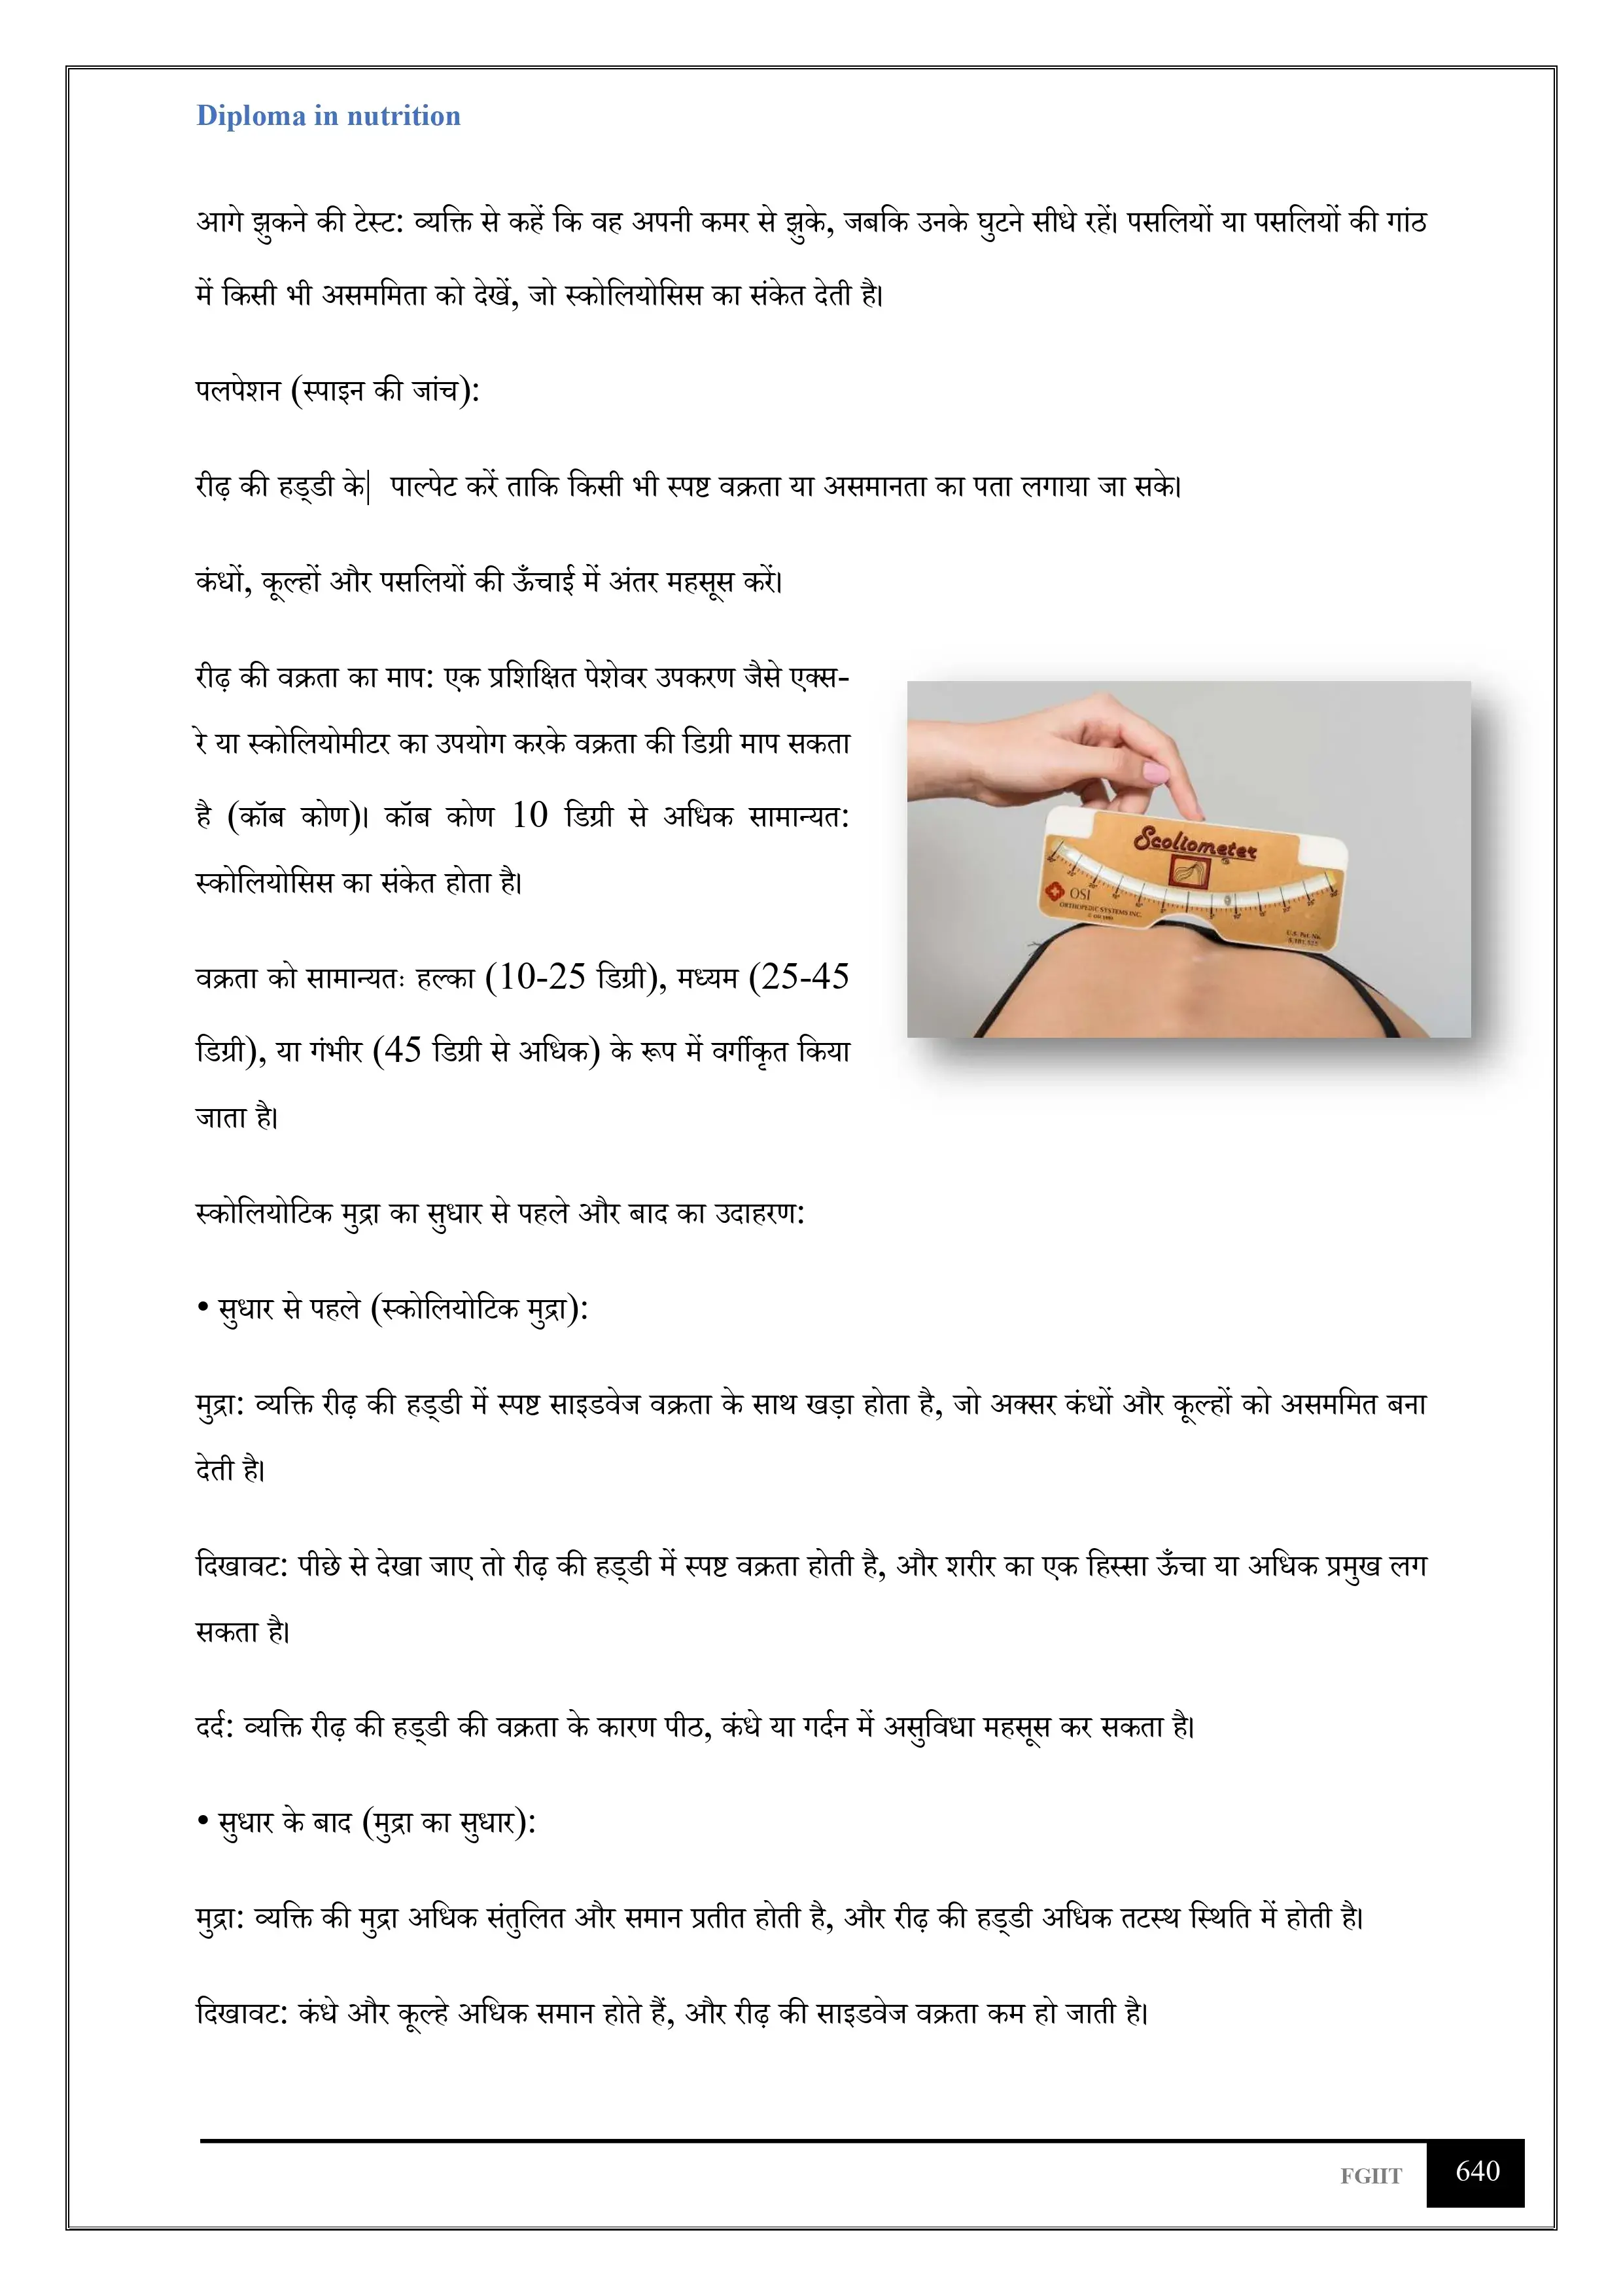 Diploma in nutrition
आगे झुकने की टेस्ट: व्यक्ति से कहें कि वह अपनी कमर से झुके, जबकि उनके घुटने सीधे रहें। पसलियों या पसलियों की गांठ
में किसी भी असममिता को देखें, जो स्कोलियोसिस का संकेत देती है।
पलपेशन (स्पाइन की जांच):
रीढ़ की हड्डी के| पाल्पेट करें ताकि किसी भी स्पष्ट वक्रता या असमानता का पता लगाया जा सके।
कंधों, कूल्हों और पसलियों की ऊँचाई में अंतर महसूस करें।
रीढ़ की वक्रता का माप: एक प्रशिक्षित पेशेवर उपकरण जैसे एक्स-
रे या स्कोलियोमीटर का उपयोग करके वक्रता की डिग्री माप सकता
है (कॉब कोण)। कॉब कोण 10 डिग्री से अधिक सामान्यत:
स्कोलियोसिस का संकेत होता है।
वक्रता को सामान्यतः हल्का (10-25 डिग्री), मध्यम (25-45
डिग्री), या गंभीर (45 डिग्री से अधिक) के रूप में वर्गीकृत किया
जाता है।
Scoliometer
OSI
ORTHOPEDIC SYSTEMS INC.
U.S. Pat. No.
स्कोलियोटिक मुद्रा का सुधार से पहले और बाद का उदाहरण:
• सुधार से पहले (स्कोलियोटिक मुद्रा):
मुद्रा: व्यक्ति रीढ़ की हड्डी में स्पष्ट साइडवेज वक्रता के साथ खड़ा होता है, जो अक्सर कंधों और कूल्हों को असममित बना
देती है।
दिखावट: पीछे से देखा जाए तो रीढ़ की हड्डी में स्पष्ट वक्रता होती है, और शरीर का एक हिस्सा ऊँचा या अधिक प्रमुख लग
सकता है।
दर्द: व्यक्ति रीढ़ की हड्डी की वक्रता के कारण पीठ, कंधे या गर्दन में असुविधा महसूस कर सकता है।
• सुधार के बाद (मुद्रा का सुधार):
मुद्रा: व्यक्ति की मुद्रा अधिक संतुलित और समान प्रतीत होती है, और रीढ़ की हड्डी अधिक तटस्थ स्थिति में होती है।
दिखावट: कंधे और कूल्हे अधिक समान होते हैं, और रीढ़ की साइडवेज वक्रता कम हो जाती है।
FGIIT 640